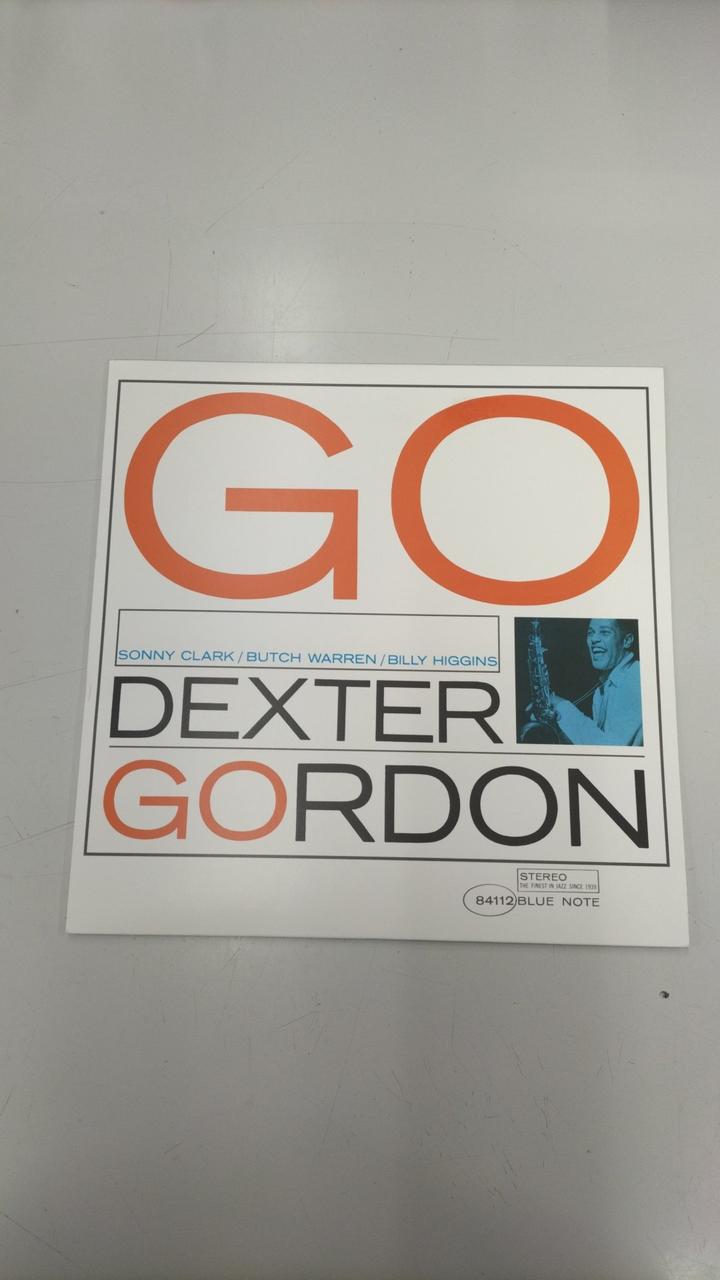 GO
SONNY CLARK / BUTCH WARREN / BILLY HIGGINS
DEXTER
GORDON
STEREO
THE FINEST IN JAZZ SINCE 1939
84112 BLUE NOTE